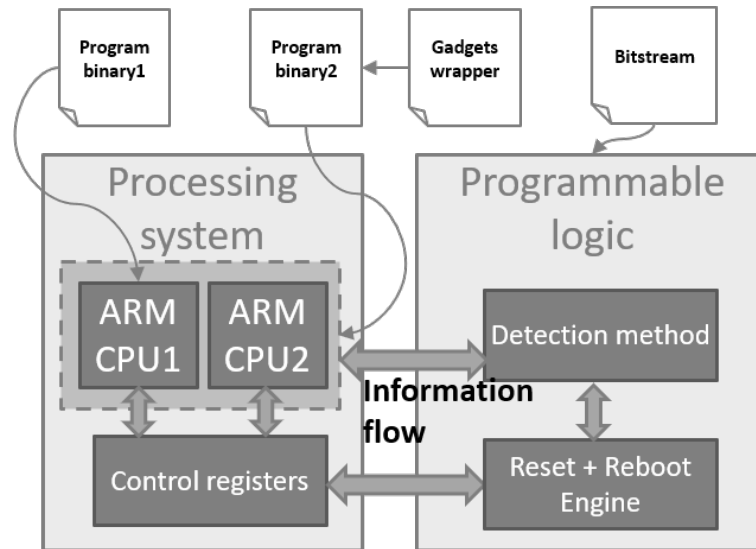 Program
binary1
Program
binary2
Gadgets
wrapper
Bitstream
Processing
system
Programmable
logic
ARM
CPU1
ARM
CPU2
Detection method
Information
flow
Control registers
Reset + Reboot
Engine